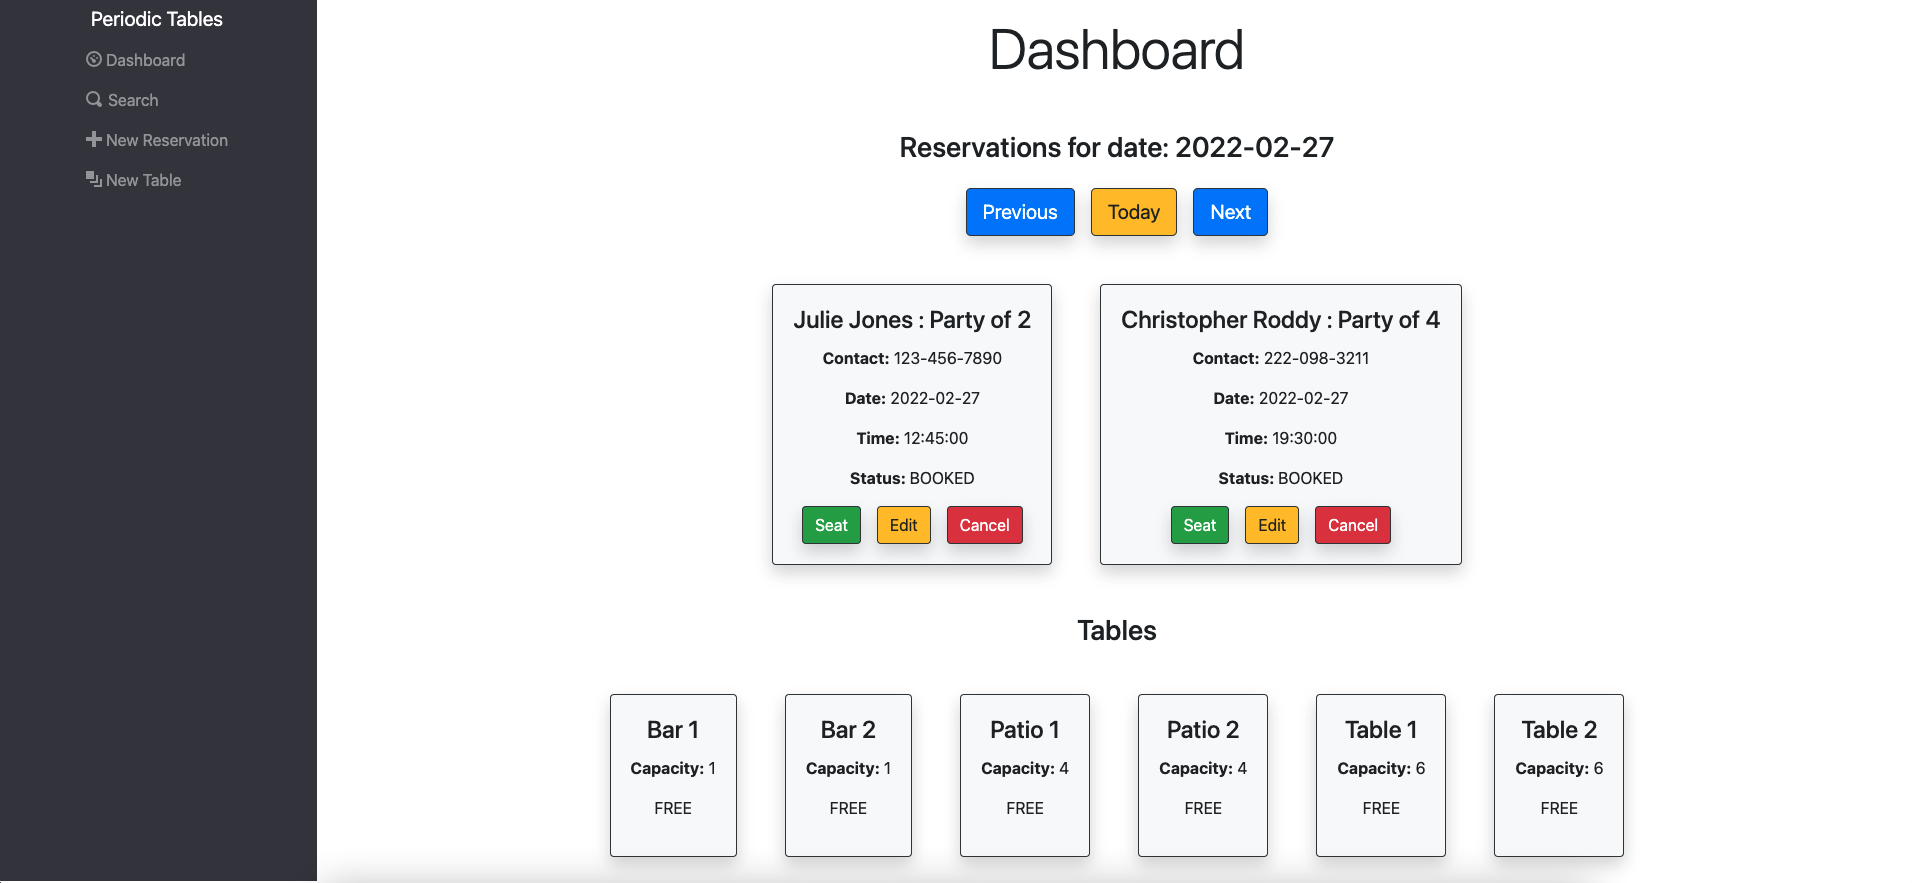 Periodic Tables
Dashboard
Search
New Reservation
New Table
Dashboard
Reservations for date: 2022-02-27
Previous Today Next
Julie Jones : Party of 2
Contact: 123-456-7890
Date: 2022-02-27
Time: 12:45:00
Status: BOOKED
Seat Edit Cancel
Christopher Roddy : Party of 4
Contact: 222-098-3211
Date: 2022-02-27
Time: 19:30:00
Status: BOOKED
Seat Edit Cancel
Tables
Bar 1
Capacity: 1
FREE
Bar 2
Capacity: 1
FREE
Patio 1
Capacity: 4
FREE
Patio 2
Capacity: 4
FREE
Table 1
Capacity: 6
FREE
Table 2
Capacity: 6
FREE